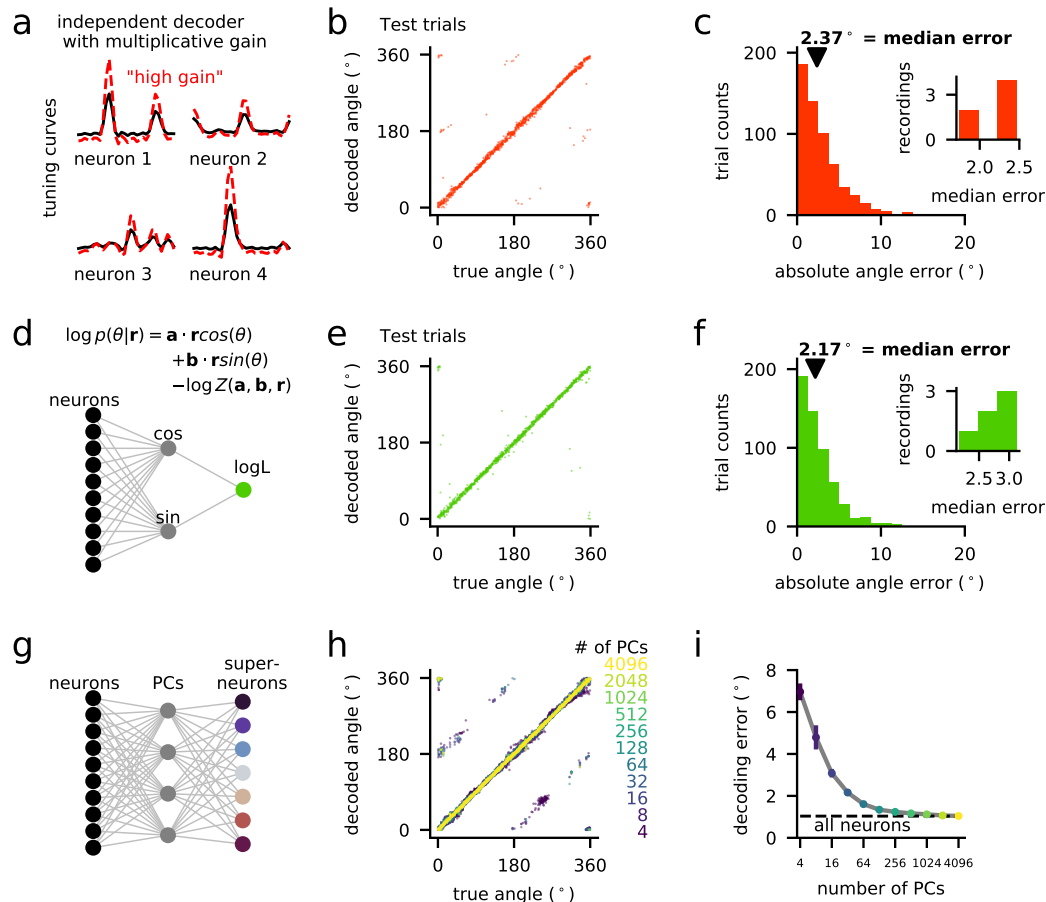 a
independent decoder
with multiplicative gain
"high gain"
tuning curves
neuron 1
neuron 2
neuron 3
neuron 4
b
Test trials
decoded angle (°)
360
180
0
0
180
360
true angle (°)
c
2.37° = median error
trial counts
200
100
0
0
10
20
absolute angle error (°)
recordings
3
0
2.0
2.5
median error
d
log p(θ|r) = a · rcos(θ)
+b · rsin(θ)
−log Z(a, b, r)
neurons
cos
sin
logL
e
Test trials
decoded angle (°)
360
180
0
0
180
360
true angle (°)
f
2.17° = median error
trial counts
200
100
0
0
10
20
absolute angle error (°)
recordings
3
0
2.5
3.0
median error
g
neurons
PCs
super-
neurons
h
# of PCs
4096
2048
1024
512
256
128
64
32
16
8
4
decoded angle (°)
360
180
0
0
180
360
true angle (°)
i
decoding error (°)
8
6
4
2
0
all neurons
4
16
64
256
1024
4096
number of PCs